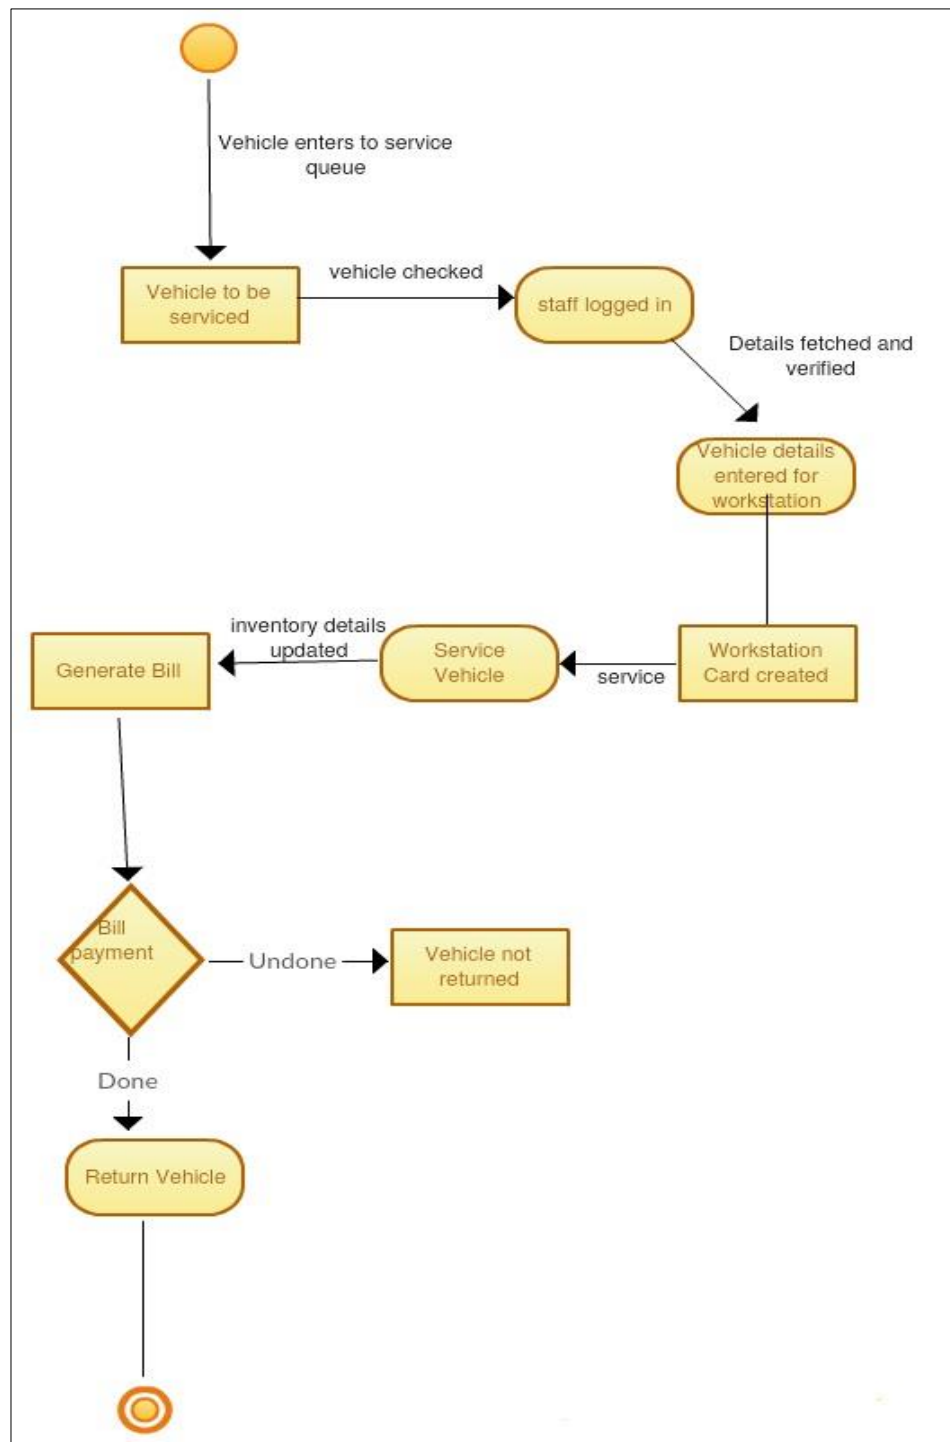 Vehicle enters to service
queue
vehicle checked
Vehicle to be
serviced
staff logged in
Details fetched and
verified
Vehicle details
entered for
workstation
inventory details
updated
Generate Bill
Service
Vehicle
service
Workstation
Card created
Bill
payment
Undone
Vehicle not
returned
Done
Return Vehicle